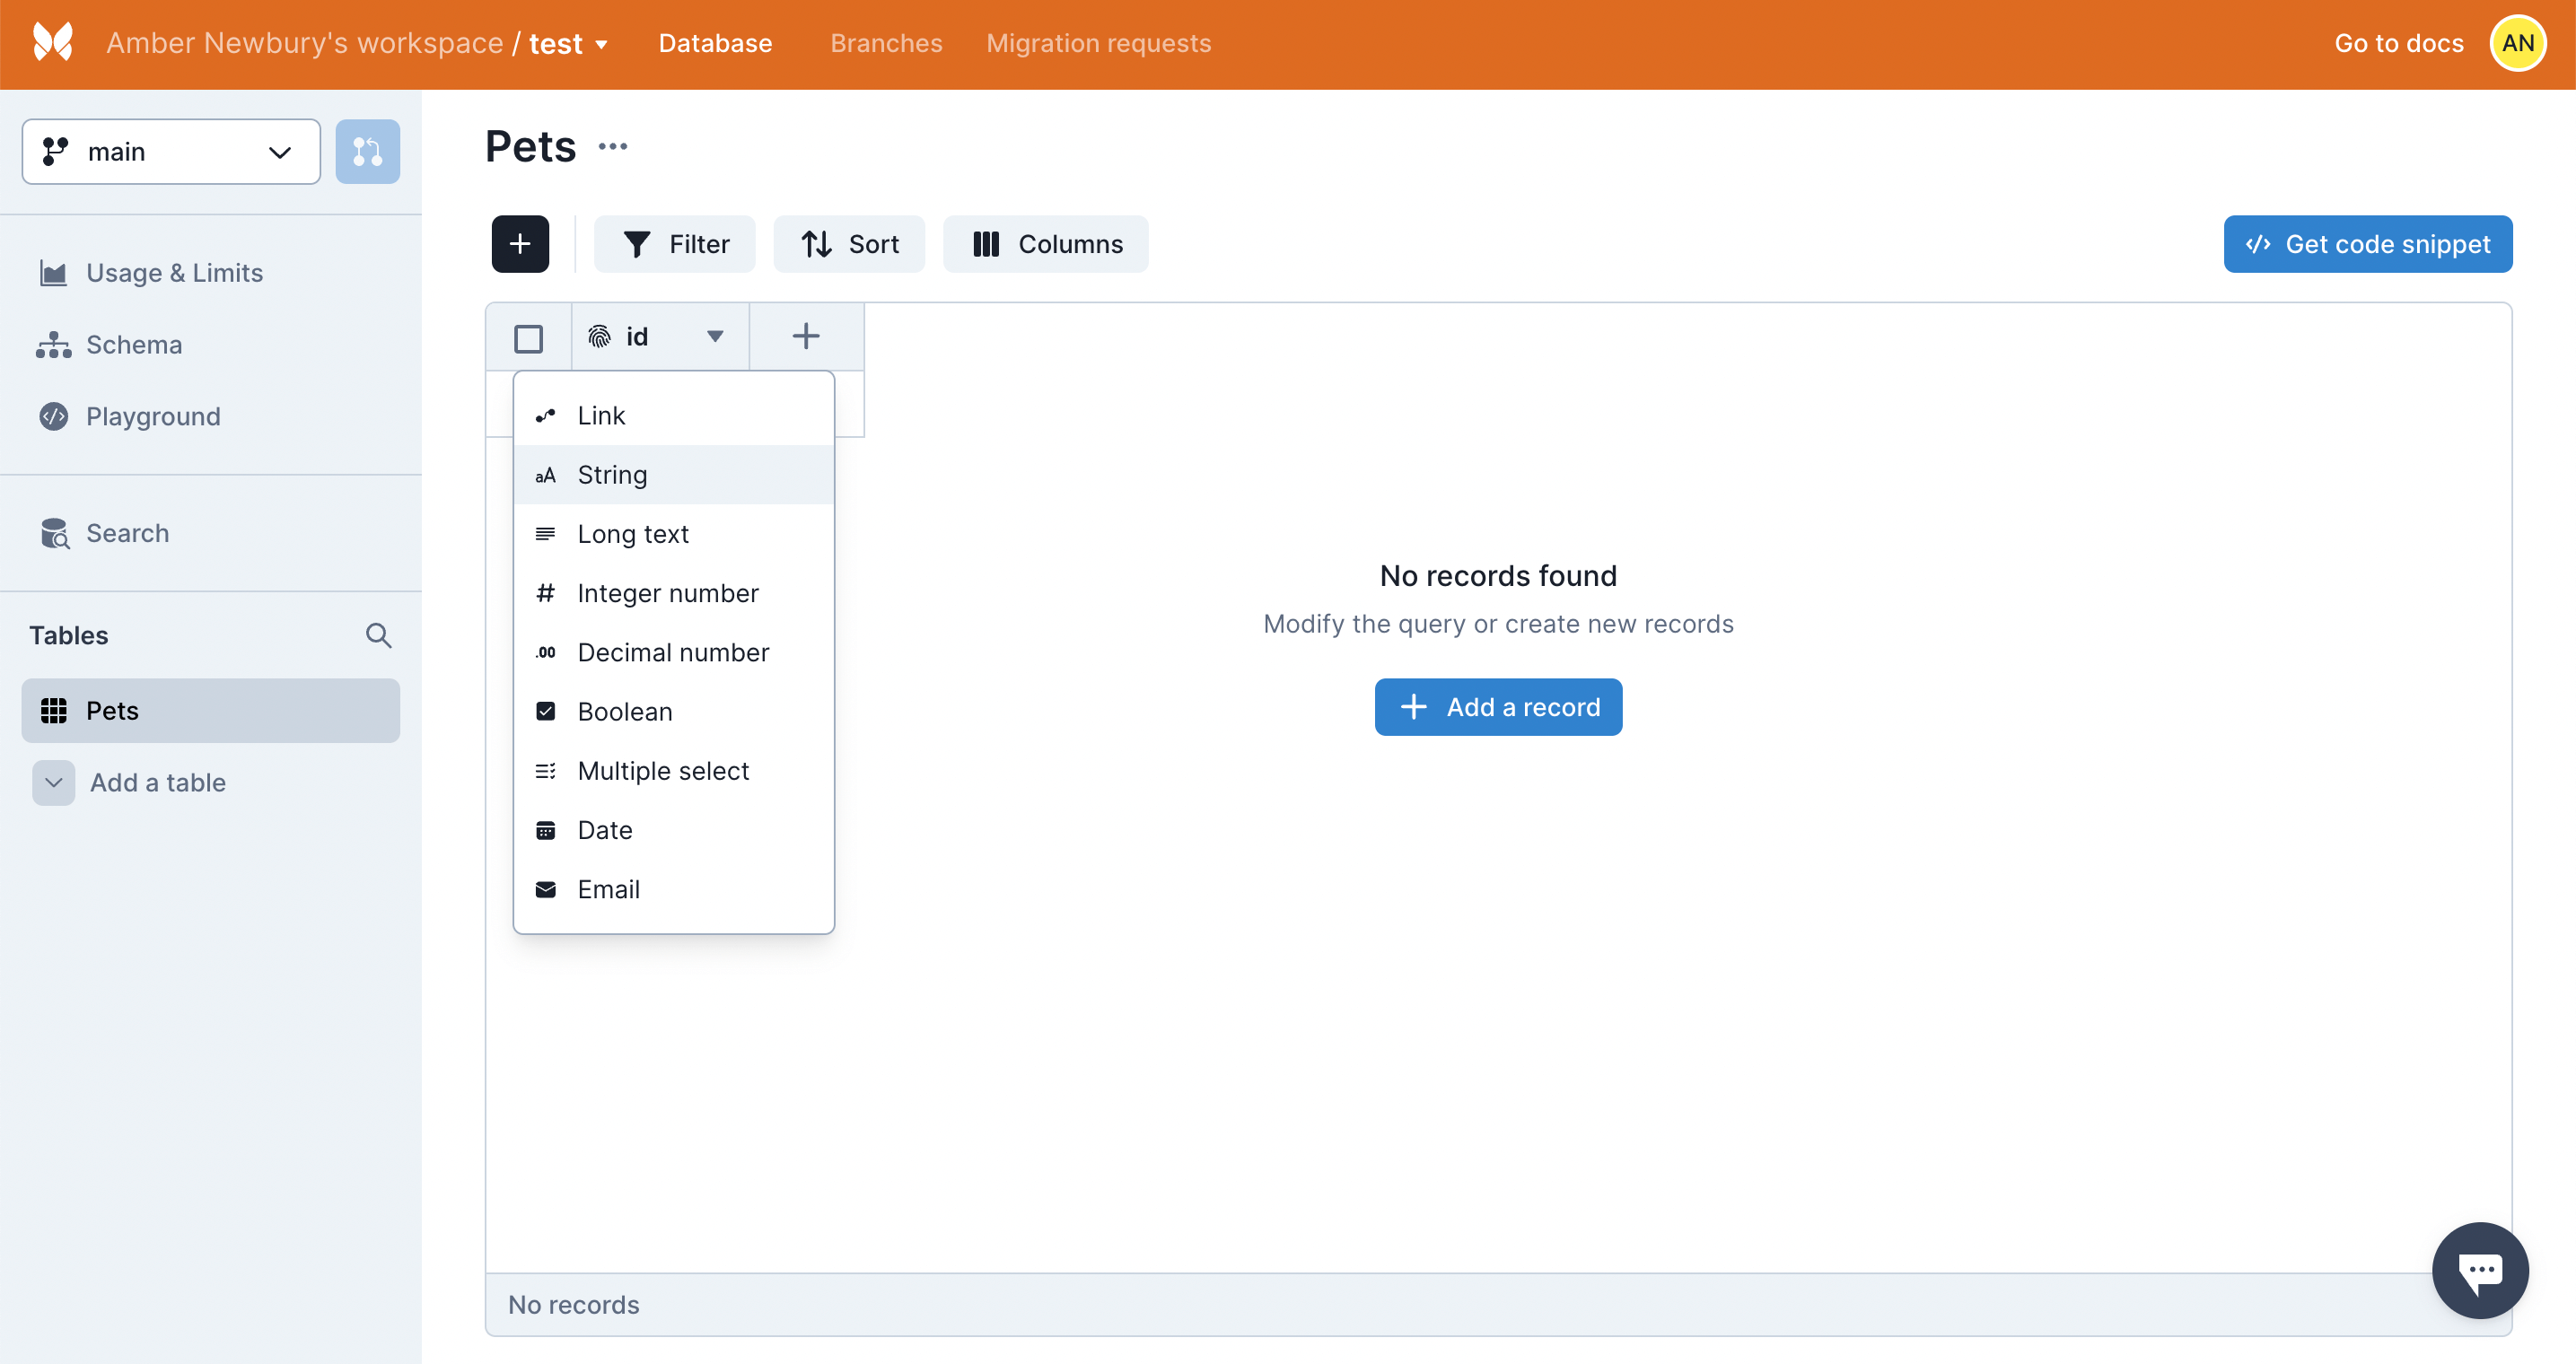 Amber Newbury's workspace / test
Database
Branches
Migration requests
Go to docs
AN
main
Usage & Limits
Schema
Playground
Search
Tables
Pets
Add a table
Pets
Filter
Sort
Columns
Get code snippet
id
Link
aA String
Long text
# Integer number
.00 Decimal number
Boolean
Multiple select
Date
Email
No records found
Modify the query or create new records
Add a record
No records